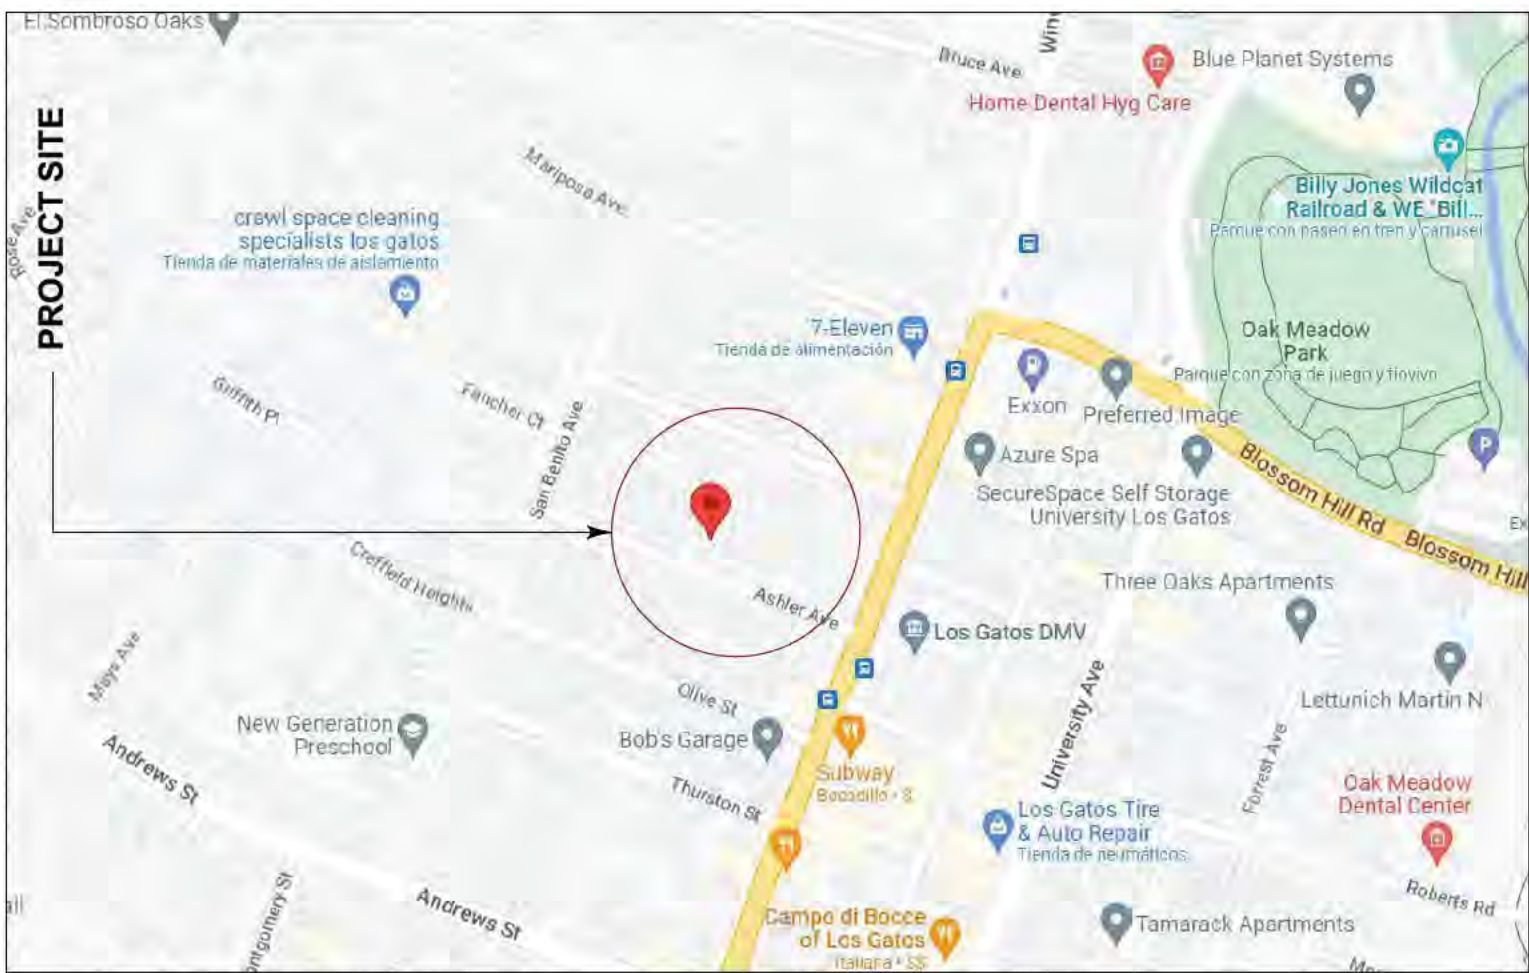 El Sombroso Oaks
PROJECT SITE
Rose Ave
Bruce Ave
Home Dental Hyg Care
Blue Planet Systems
Mariposa Ave
crawl space cleaning
specialists los gatos
Tienda de materiales de aislamiento
Billy Jones Wildcat
Railroad & WE "Bill...
Parque con paseo en tren y carrusel
7-Eleven
Tienda de alimentación
Oak Meadow
Park
Parque con zona de juego y tiovivo
Exxon
Preferred Image
Griffith Pl
Fancher Ct
San Benito Ave
Azure Spa
SecureSpace Self Storage
University Los Gatos
Blossom Hill Rd
Blossom Hill
Creffield Heights
Ashler Ave
Three Oaks Apartments
Los Gatos DMV
Mays Ave
Olive St
Lettunich Martin N
New Generation
Preschool
Bob's Garage
Subway
University Ave
Forrest Ave
Andrews St
Thurston St
Los Gatos Tire
& Auto Repair
Tienda de neumáticos
Oak Meadow
Dental Center
Roberts Rd
Andrews St
Campo di Bocce
of Los Gatos
Italiana • $$
Tamarack Apartments
P